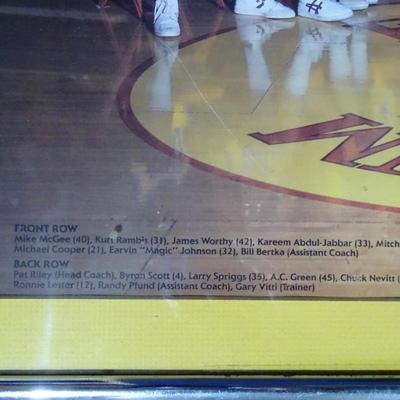 FRONT ROW
Mike McGee (40), Kurt Rambis (31), James Worthy (42), Kareem Abdul-Jabbar (33), Mitch
Michael Cooper (21), Earvin "Magic" Johnson (32), Bill Bertka (Assistant Coach)
BACK ROW
Pat Riley (Head Coach), Byron Scott (4), Larry Spriggs (35), A.C. Green (45), Chuck Nevitt (
Ronnie Lester (12), Randy Pfund (Assistant Coach), Gary Vitti (Trainer)